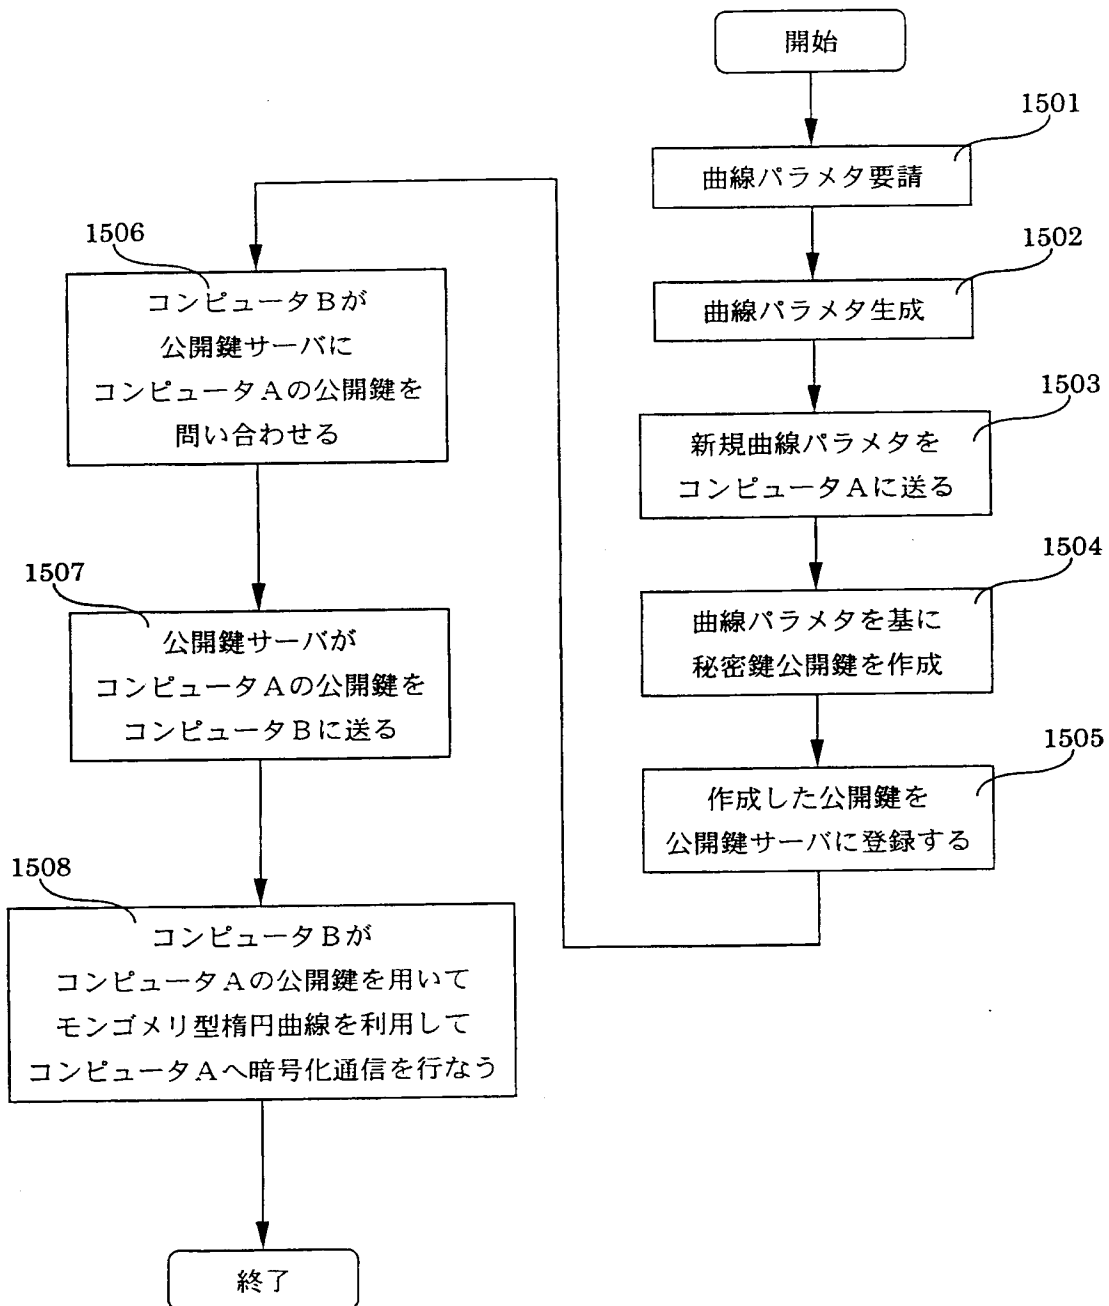 開始
1501
曲線パラメタ要請
1502
曲線パラメタ生成
1503
新規曲線パラメタを
コンピュータAに送る
1504
曲線パラメタを基に
秘密鍵公開鍵を作成
1505
作成した公開鍵を
公開鍵サーバに登録する
1506
コンピュータBが
公開鍵サーバに
コンピュータAの公開鍵を
問い合わせる
1507
公開鍵サーバが
コンピュータAの公開鍵を
コンピュータBに送る
1508
コンピュータBが
コンピュータAの公開鍵を用いて
モンゴメリ型楕円曲線を利用して
コンピュータAへ暗号化通信を行なう
終了